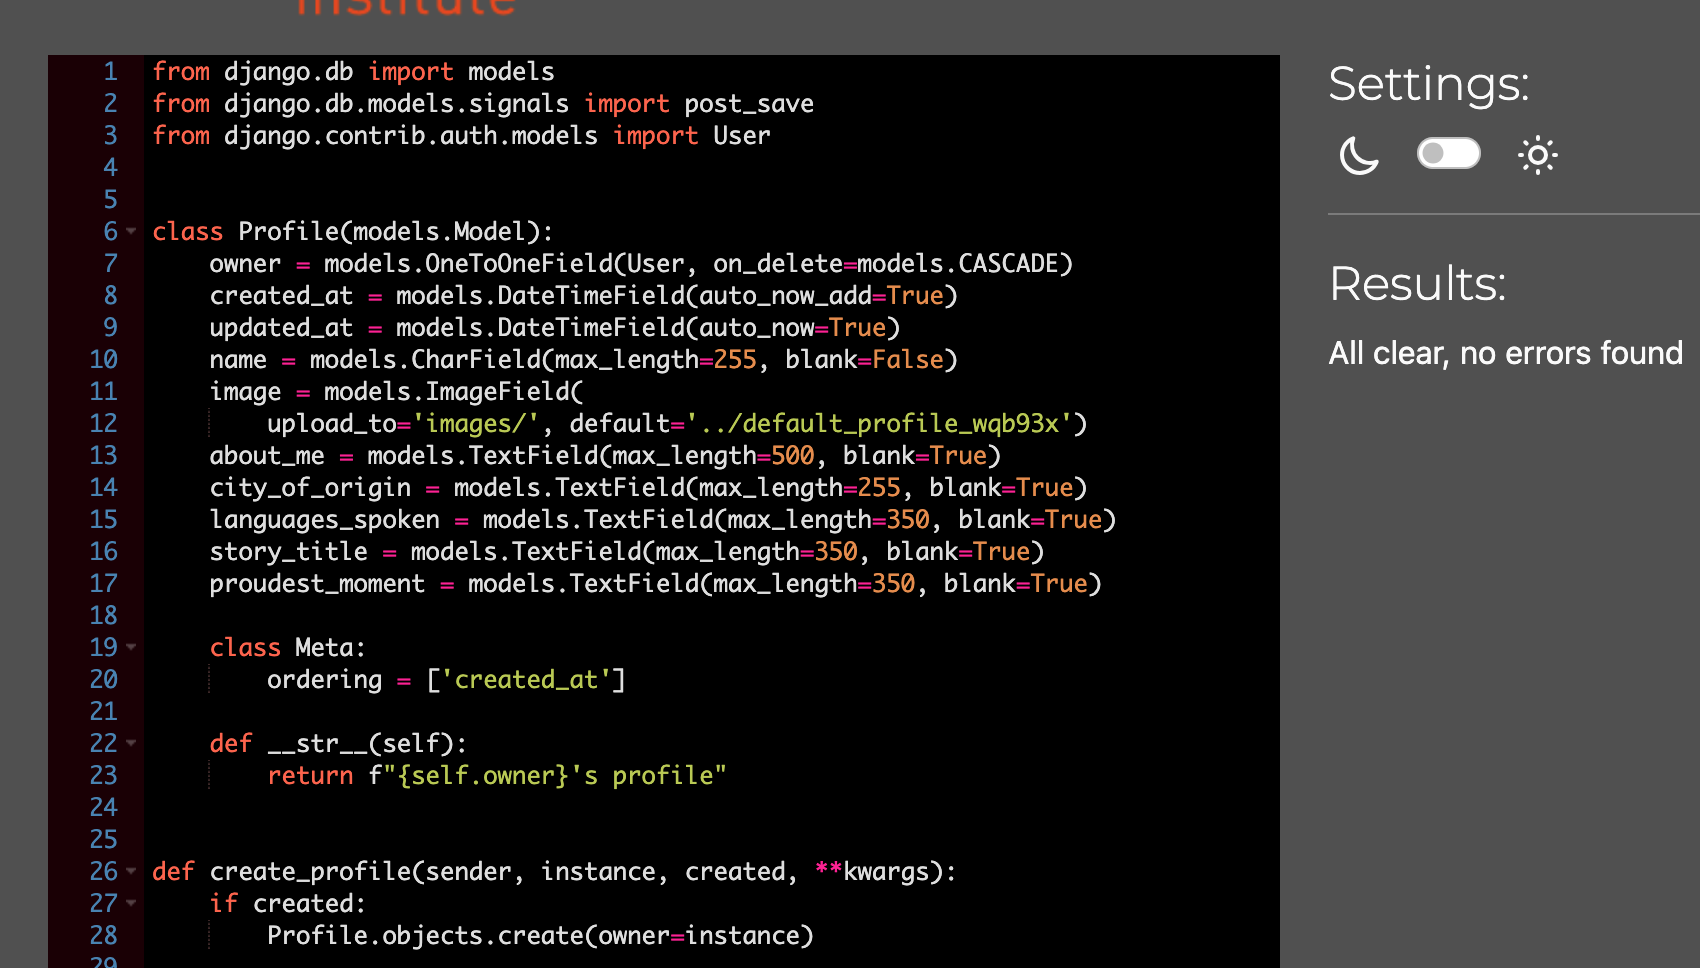 institute
1 from django.db import models
2 from django.db.models.signals import post_save
3 from django.contrib.auth.models import User
4
5
6 class Profile(models.Model):
7     owner = models.OneToOneField(User, on_delete=models.CASCADE)
8     created_at = models.DateTimeField(auto_now_add=True)
9     updated_at = models.DateTimeField(auto_now=True)
10     name = models.CharField(max_length=255, blank=False)
11     image = models.ImageField(
12         upload_to='images/', default='../default_profile_wqb93x')
13     about_me = models.TextField(max_length=500, blank=True)
14     city_of_origin = models.TextField(max_length=255, blank=True)
15     languages_spoken = models.TextField(max_length=350, blank=True)
16     story_title = models.TextField(max_length=350, blank=True)
17     proudest_moment = models.TextField(max_length=350, blank=True)
18
19     class Meta:
20         ordering = ['created_at']
21
22     def __str__(self):
23         return f"{self.owner}'s profile"
24
25
26 def create_profile(sender, instance, created, **kwargs):
27     if created:
28         Profile.objects.create(owner=instance)
29
Settings:
Results:
All clear, no errors found